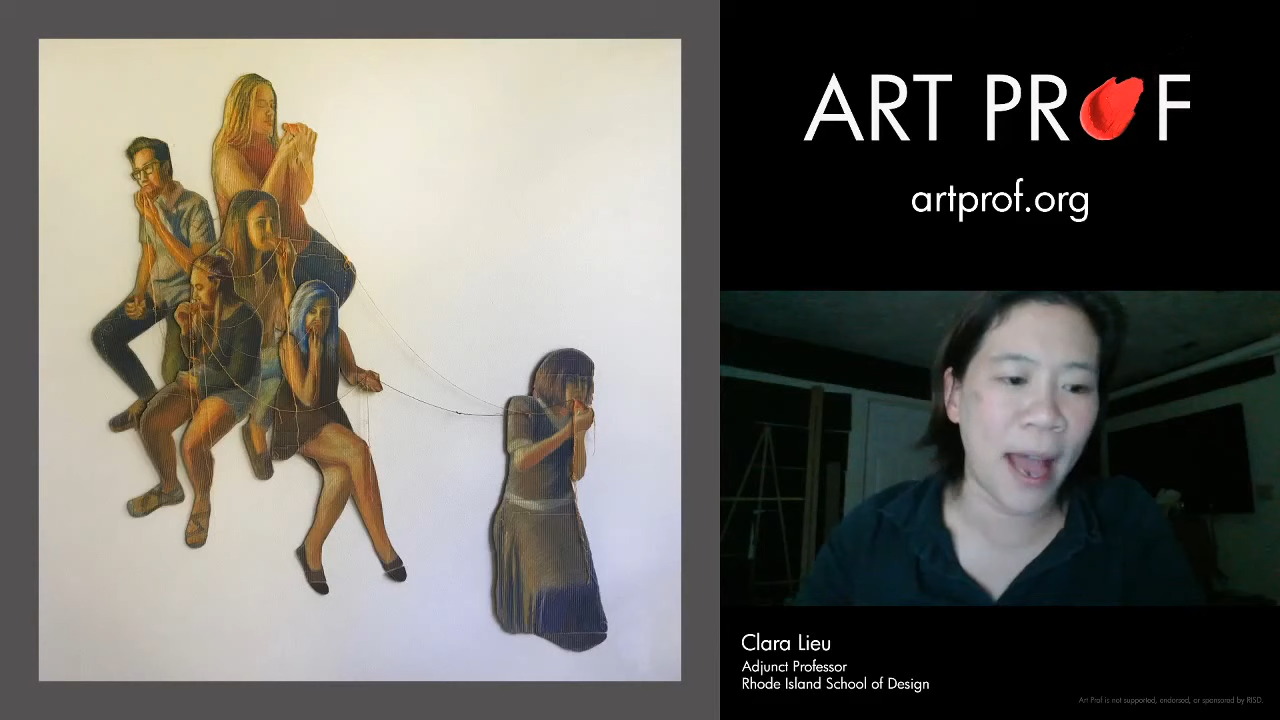 ART PROF
artprof.org
Clara Lieu
Adjunct Professor
Rhode Island School of Design
Art Prof is not supported, endorsed, or sponsored by RISD.